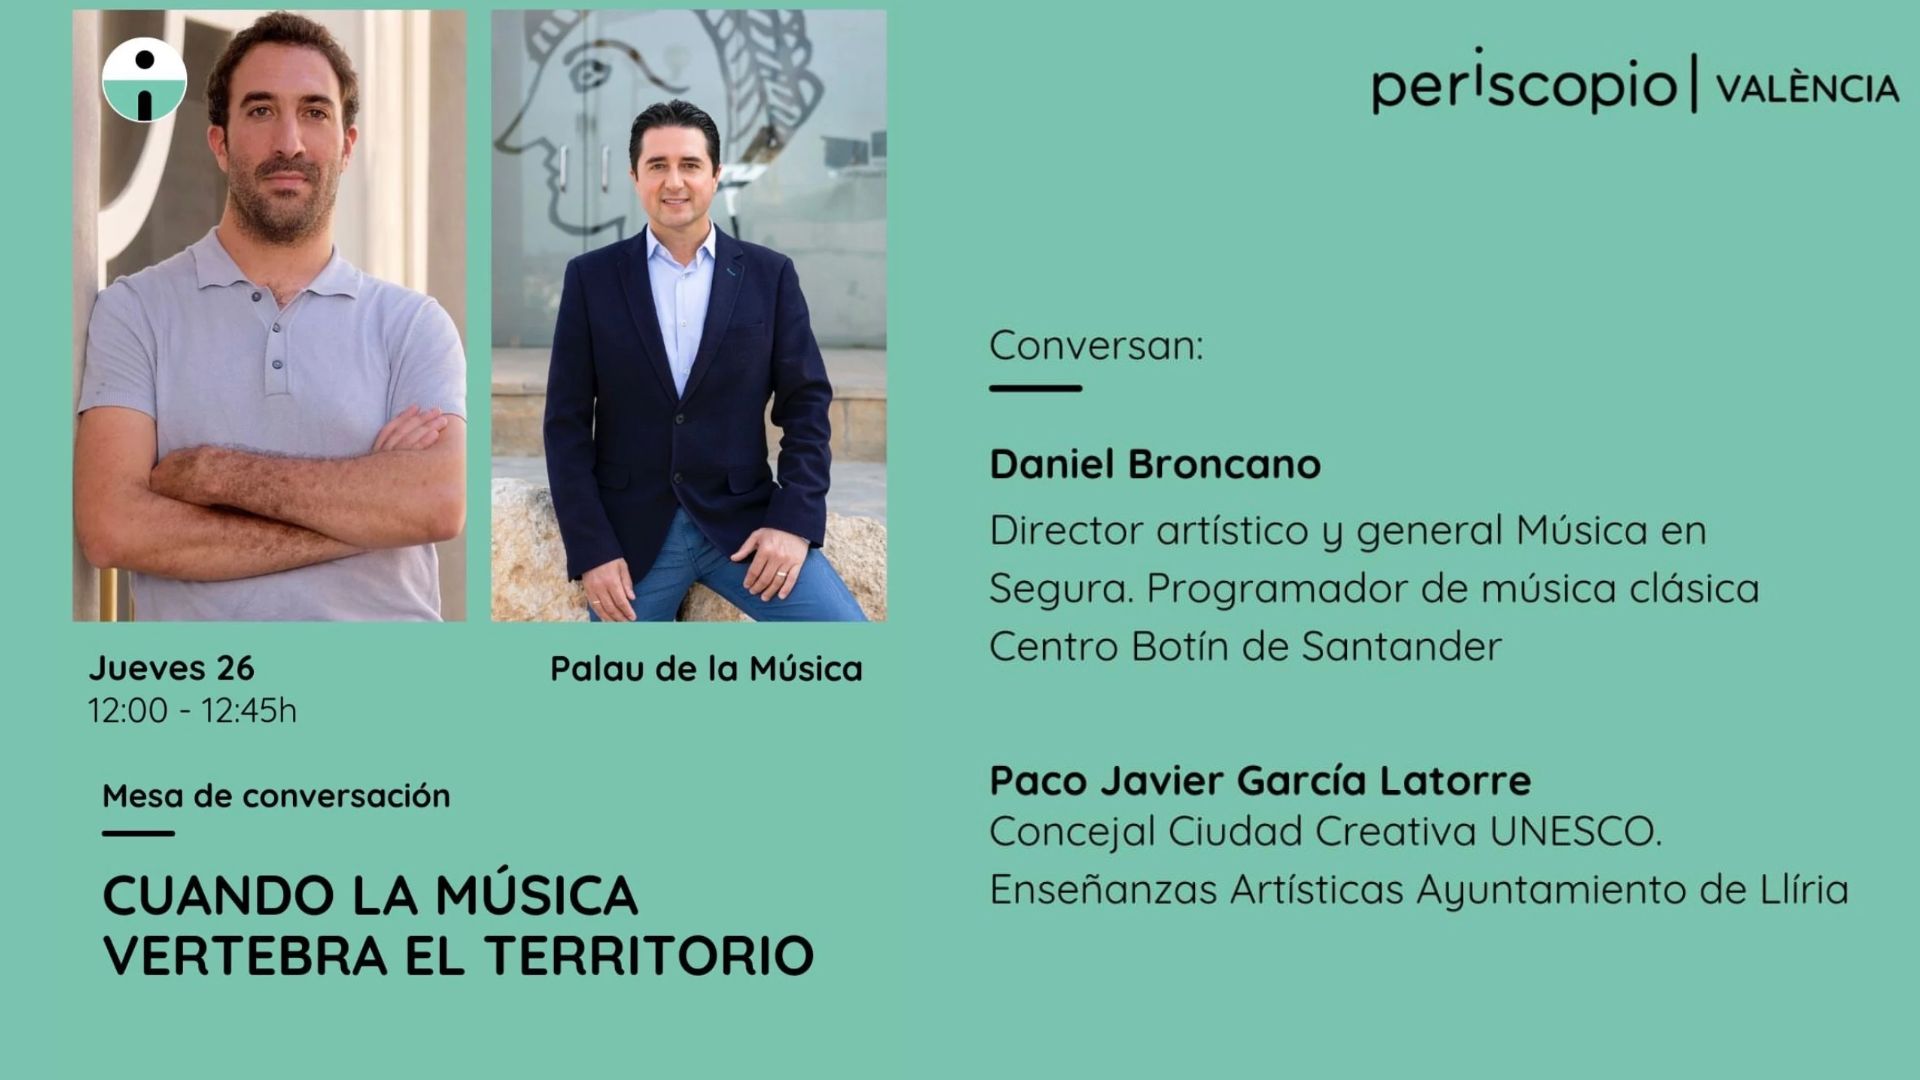 periscopio | VALÈNCIA
Jueves 26
12:00 - 12:45h
Palau de la Música
Mesa de conversación
CUANDO LA MÚSICA
VERTEBRA EL TERRITORIO
Conversan:
Daniel Broncano
Director artístico y general Música en
Segura. Programador de música clásica
Centro Botín de Santander
Paco Javier García Latorre
Concejal Ciudad Creativa UNESCO.
Enseñanzas Artísticas Ayuntamiento de Llíria